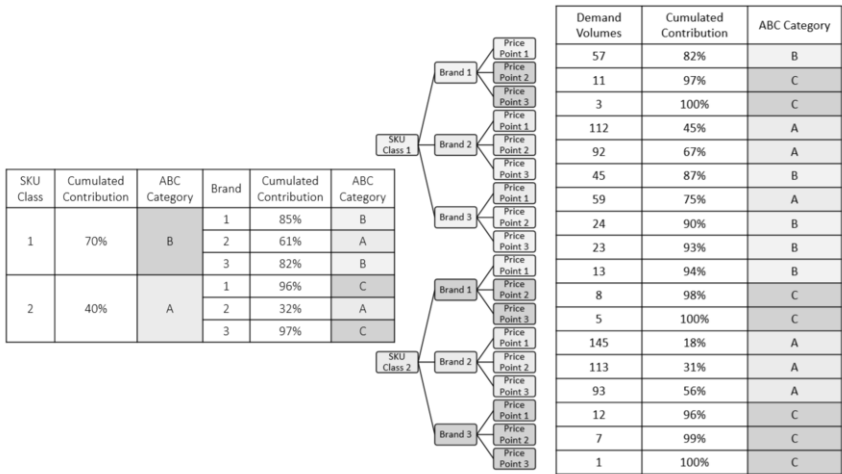 SKU Class Cumulated Contribution ABC Category Brand Cumulated Contribution ABC Category
1 70% B 1 85% B
2 61% A
3 82% B
2 40% A 1 96% C
2 32% A
3 97% C
SKU Class 1
Brand 1
Price Point 1
Price Point 2
Price Point 3
Brand 2
Price Point 1
Price Point 2
Price Point 3
Brand 3
Price Point 1
Price Point 2
Price Point 3
SKU Class 2
Brand 1
Price Point 1
Price Point 2
Price Point 3
Brand 2
Price Point 1
Price Point 2
Price Point 3
Brand 3
Price Point 1
Price Point 2
Price Point 3
Demand Volumes Cumulated Contribution ABC Category
57 82% B
11 97% C
3 100% C
112 45% A
92 67% A
45 87% B
59 75% A
24 90% B
23 93% B
13 94% B
8 98% C
5 100% C
145 18% A
113 31% A
93 56% A
12 96% C
7 99% C
1 100% C